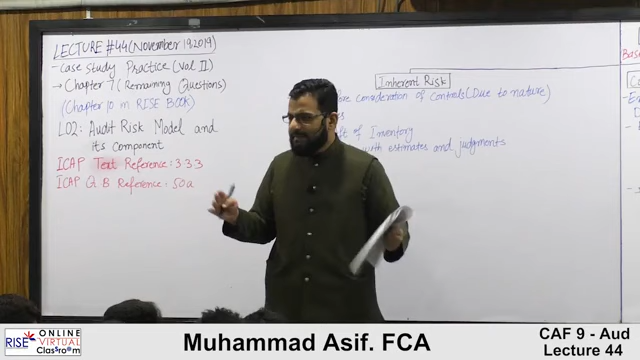 LECTURE #44 (November 19, 2019)
- Case Study Practice (Vol II)
→ Chapter 7 (Remaining Questions)
(Chapter 10 in RISE BOOK)
LO2: Audit Risk Model and
its Component
ICAP Text Reference: 3.3.3
ICAP Q.B Reference: 50a
Inherent Risk
consideration of controls (Due to nature)
of Inventory
with estimates and judgments
RISE
ONLINE
VIRTUAL
Classroom
Muhammad Asif. FCA
CAF 9 - Aud
Lecture 44